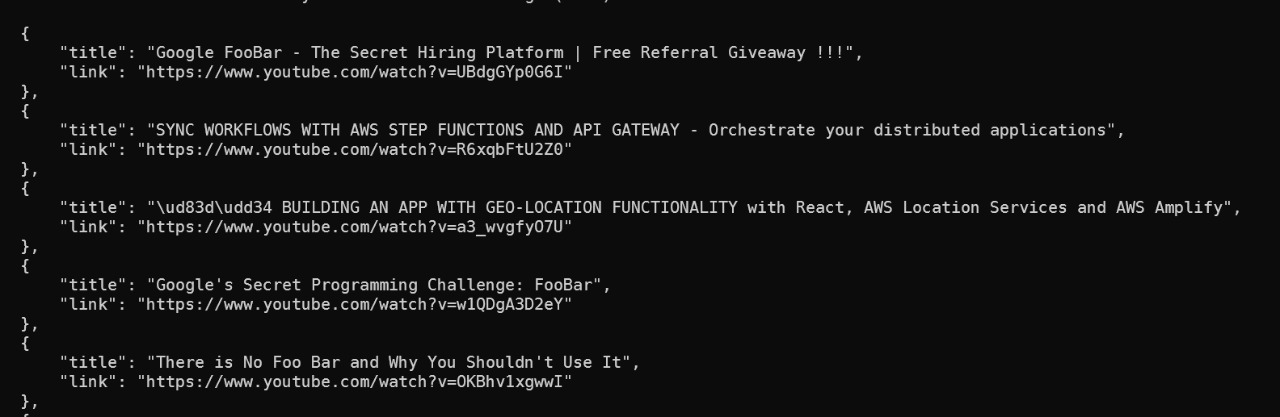 {
"title": "Google FooBar - The Secret Hiring Platform | Free Referral Giveaway !!!",
"link": "https://www.youtube.com/watch?v=UBdgGYp0G6I"
},
{
"title": "SYNC WORKFLOWS WITH AWS STEP FUNCTIONS AND API GATEWAY - Orchestrate your distributed applications",
"link": "https://www.youtube.com/watch?v=R6xqbFtU2Z0"
},
{
"title": "\ud83d\udd34 BUILDING AN APP WITH GEO-LOCATION FUNCTIONALITY with React, AWS Location Services and AWS Amplify",
"link": "https://www.youtube.com/watch?v=a3_wvgfyO7U"
},
{
"title": "Google's Secret Programming Challenge: FooBar",
"link": "https://www.youtube.com/watch?v=w1QDgA3D2eY"
},
{
"title": "There is No Foo Bar and Why You Shouldn't Use It",
"link": "https://www.youtube.com/watch?v=OKBhv1xgwwI"
},